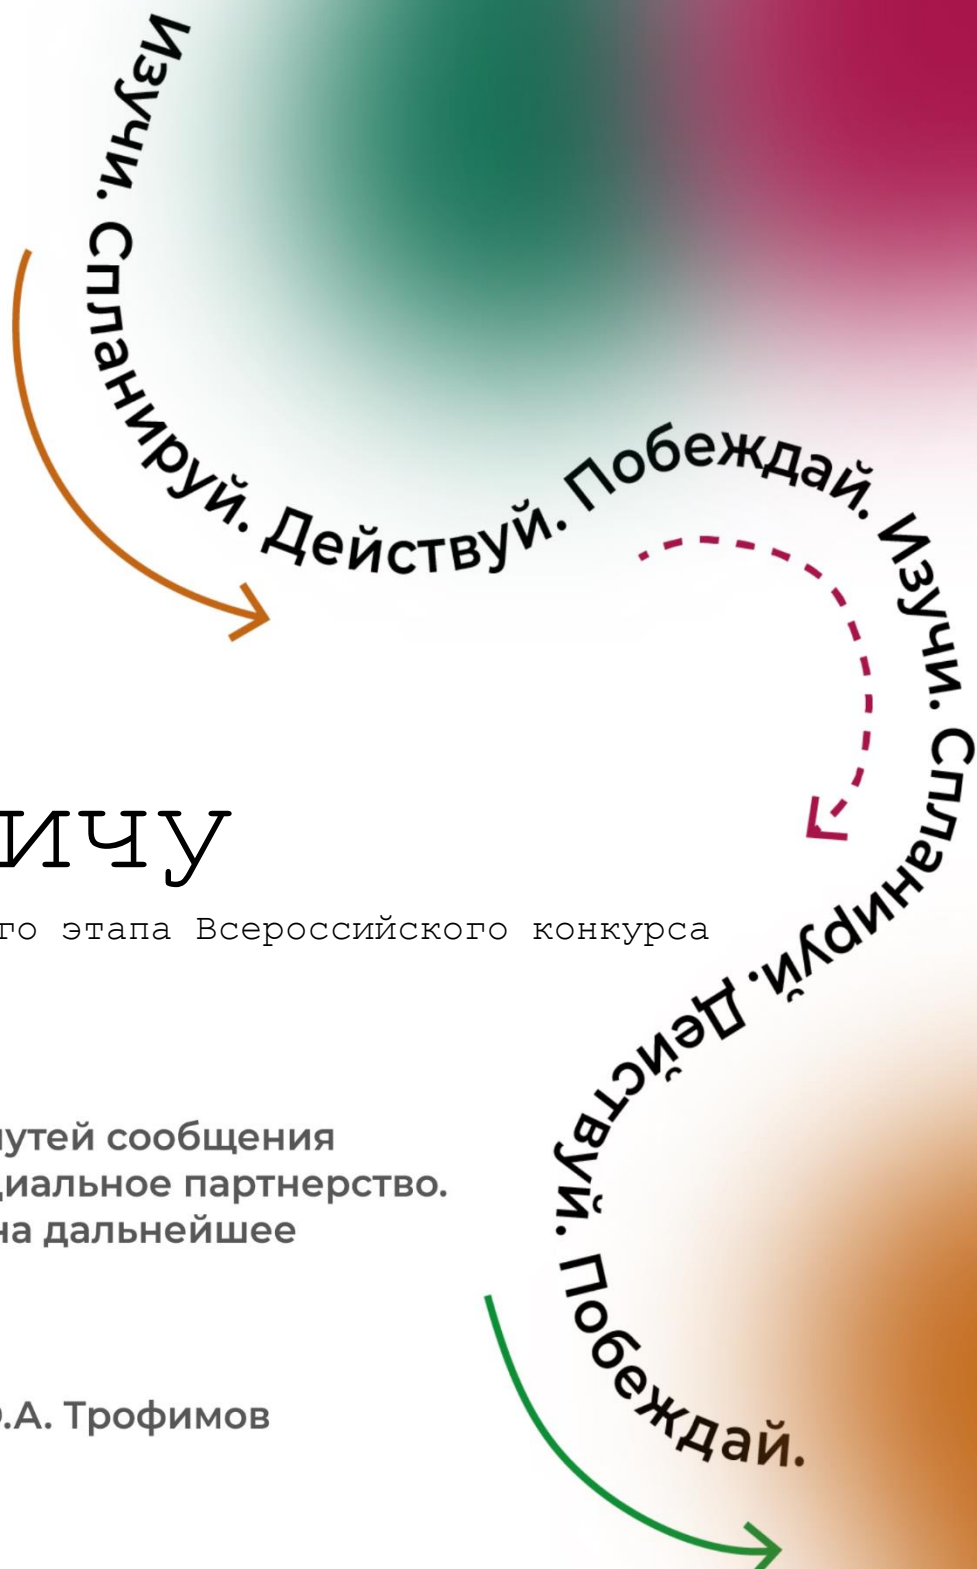 Изучи. Спланируй. Действуй. Побеждай. Изучи. Спланируй. Действуй. Побеждай.
ичу
го этапа Всероссийского конкурса
путей сообщения
циальное партнерство.
на дальнейшее
.А. Трофимов